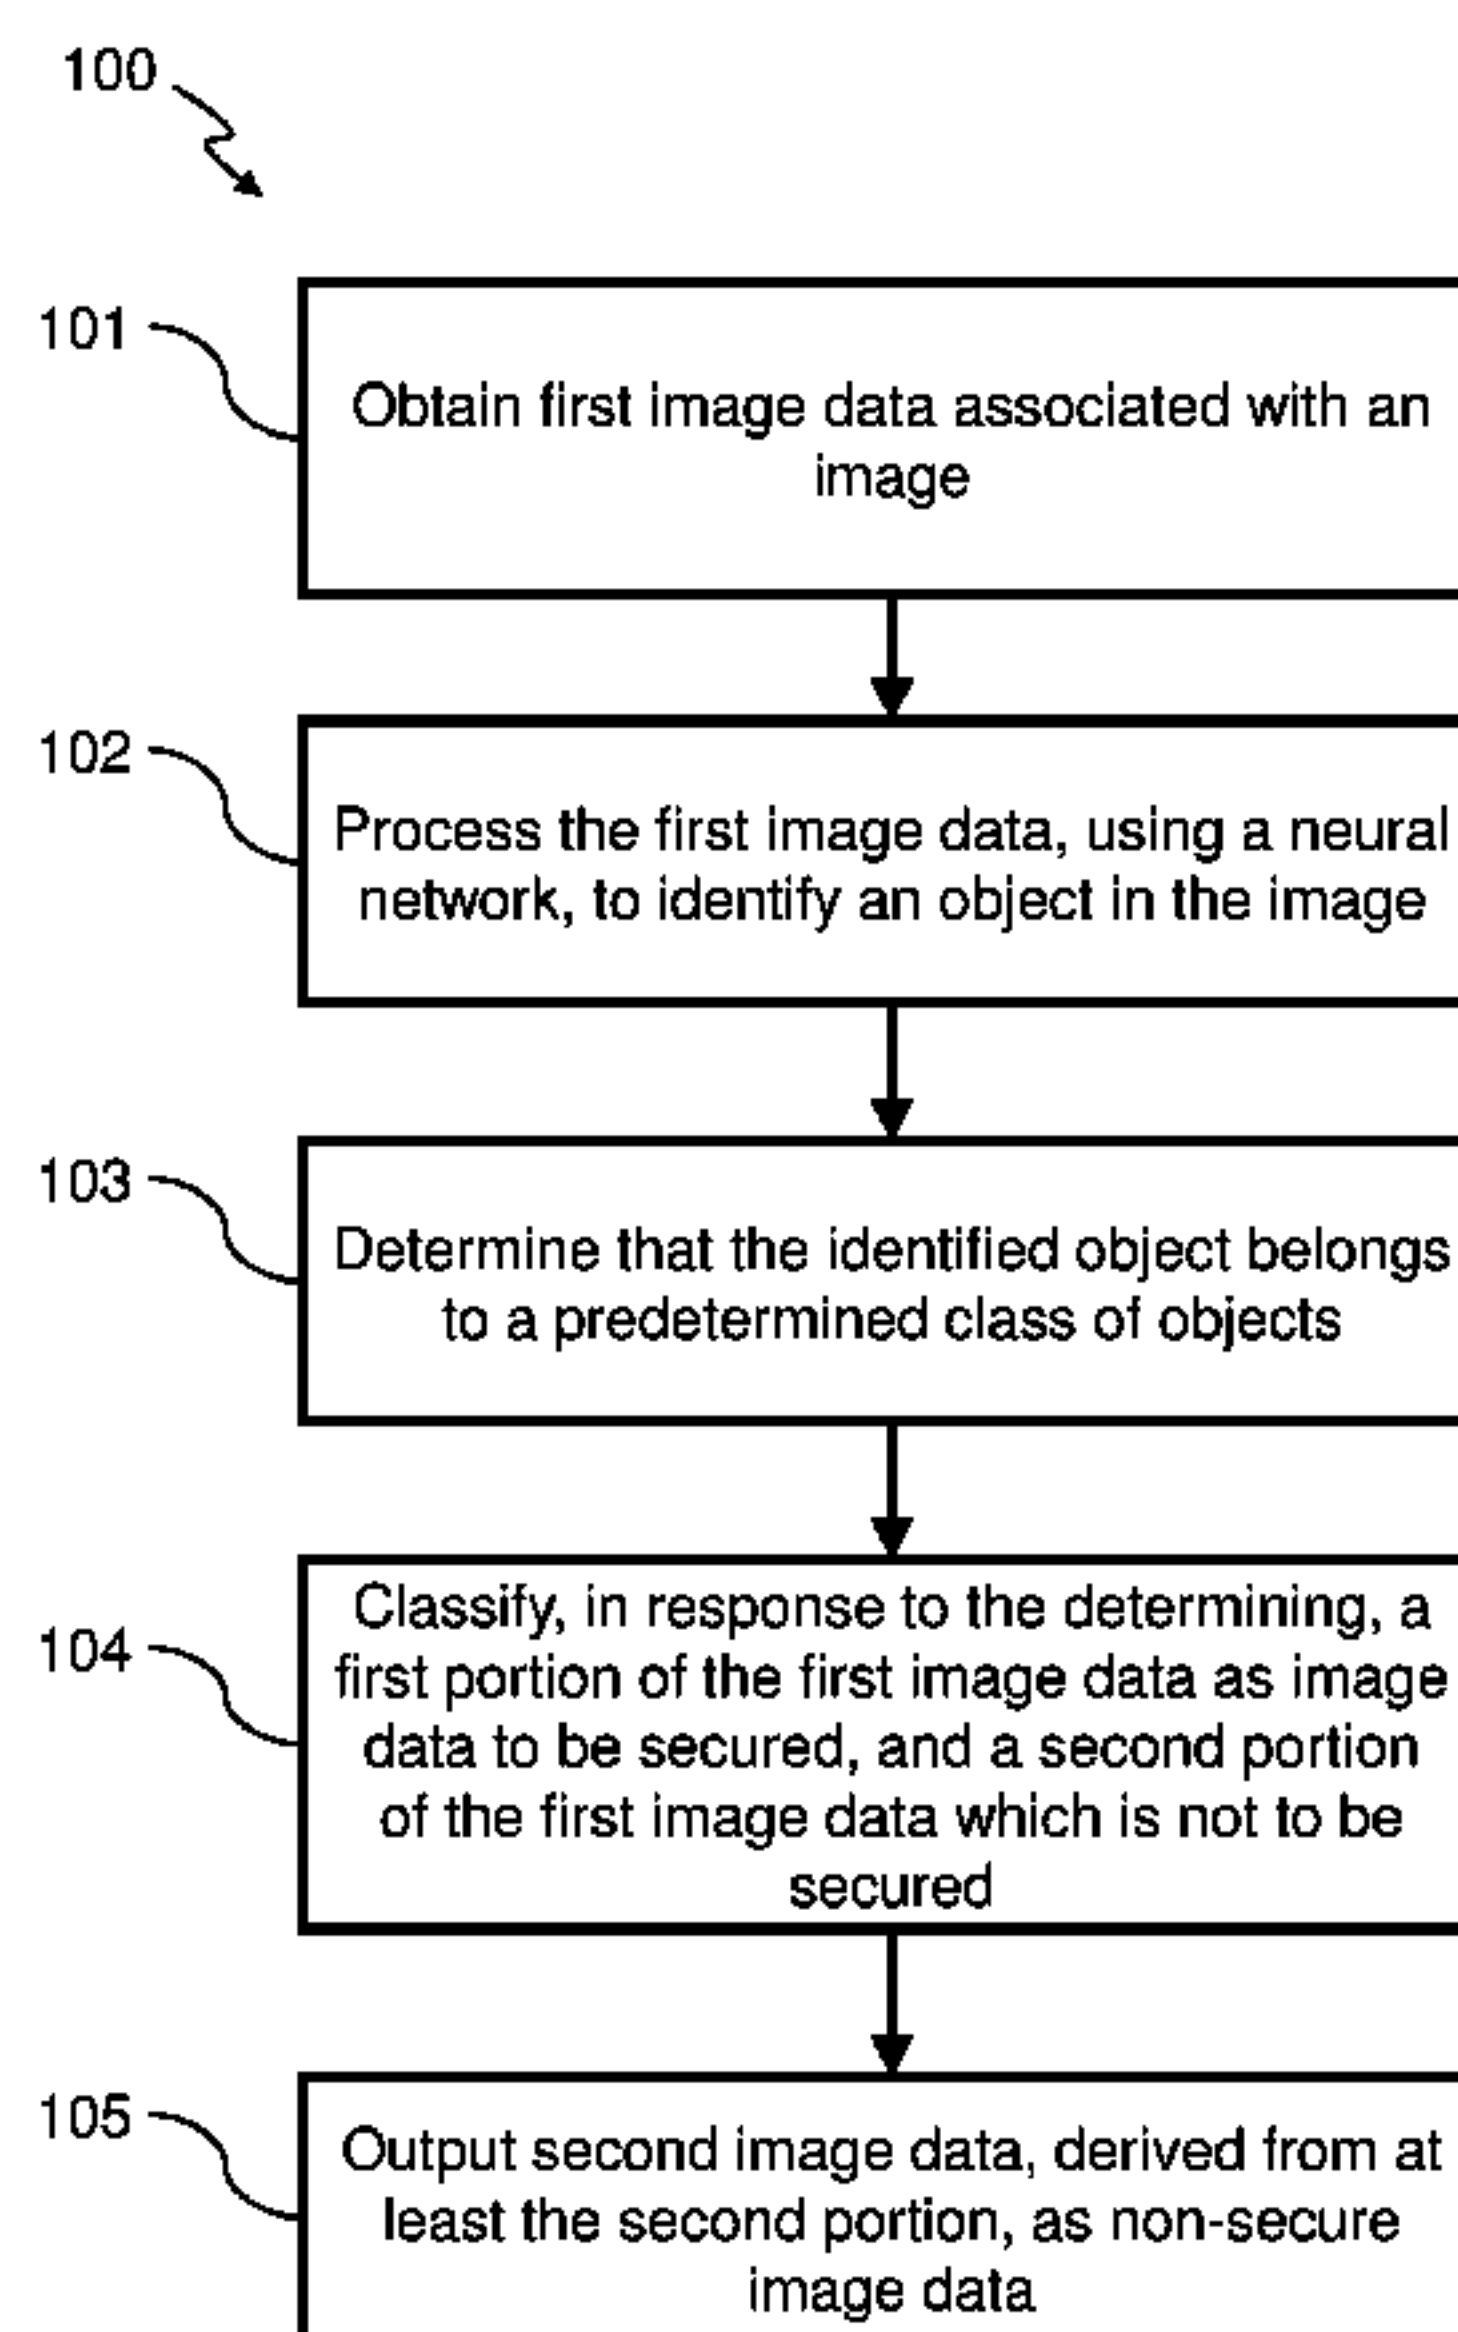 100
101
Obtain first image data associated with an
image
102
Process the first image data, using a neural
network, to identify an object in the image
103
Determine that the identified object belongs
to a predetermined class of objects
104
Classify, in response to the determining, a
first portion of the first image data as image
data to be secured, and a second portion
of the first image data which is not to be
secured
105
Output second image data, derived from at
least the second portion, as non-secure
image data